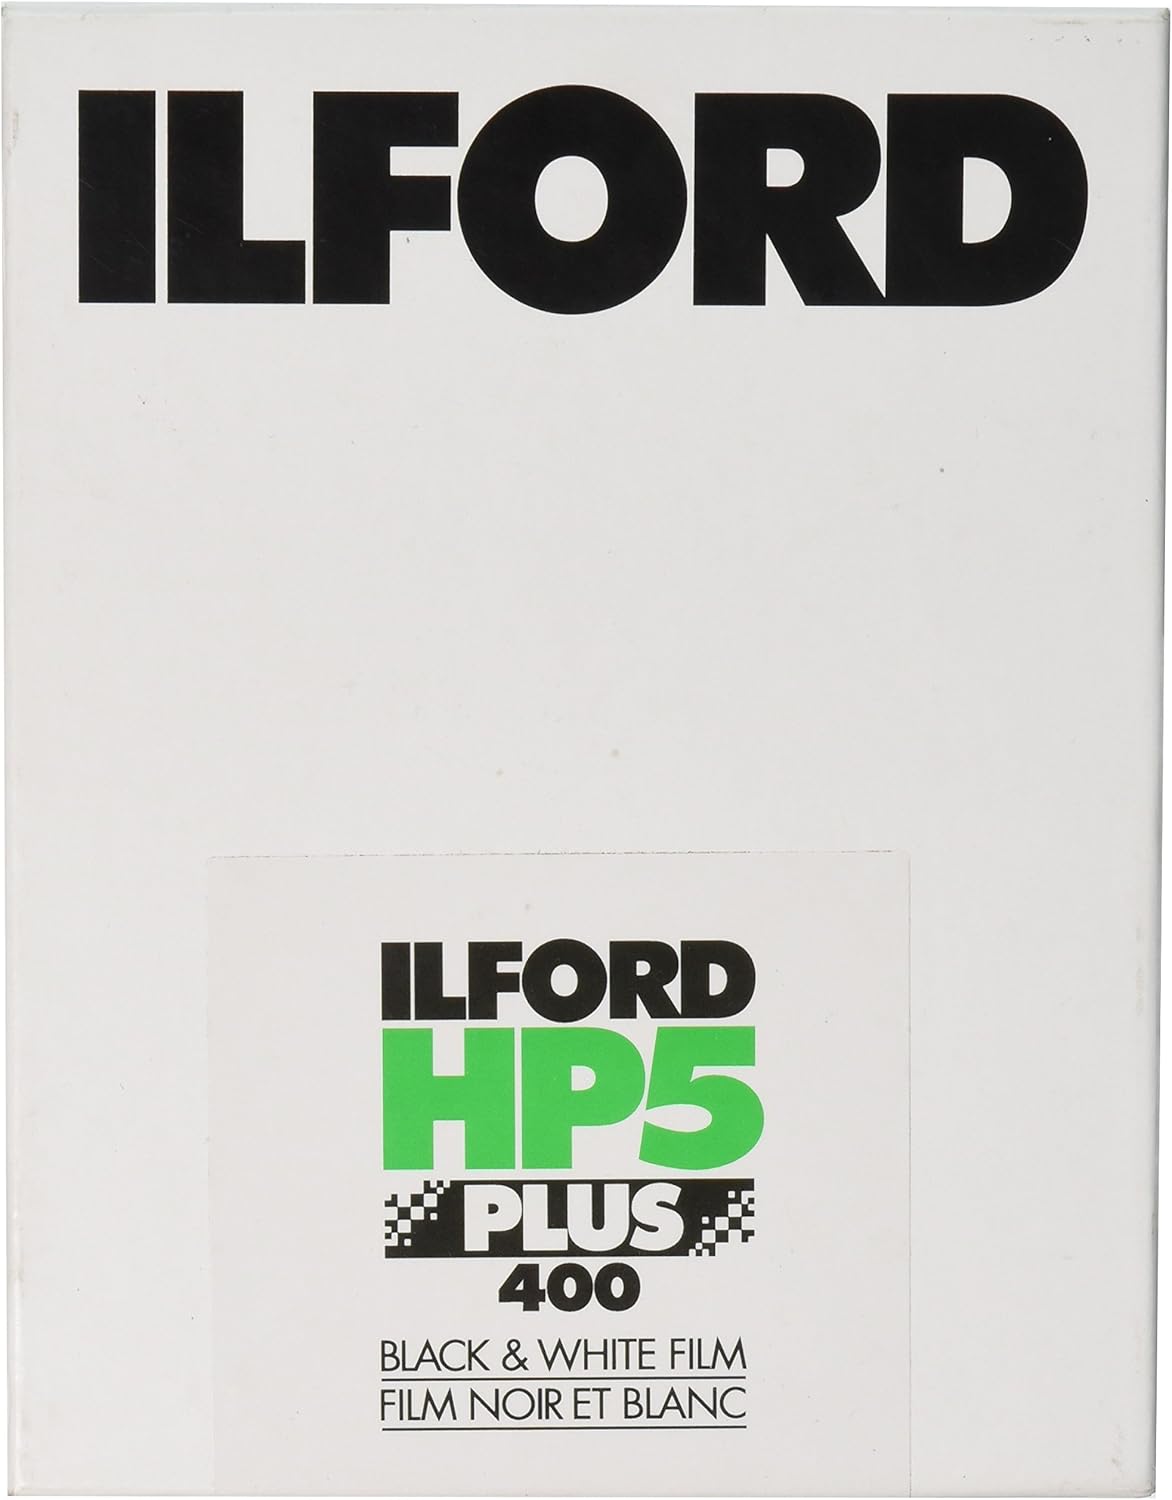 ILFORD
ILFORD
HP5
PLUS
400
BLACK & WHITE FILM
FILM NOIR ET BLANC